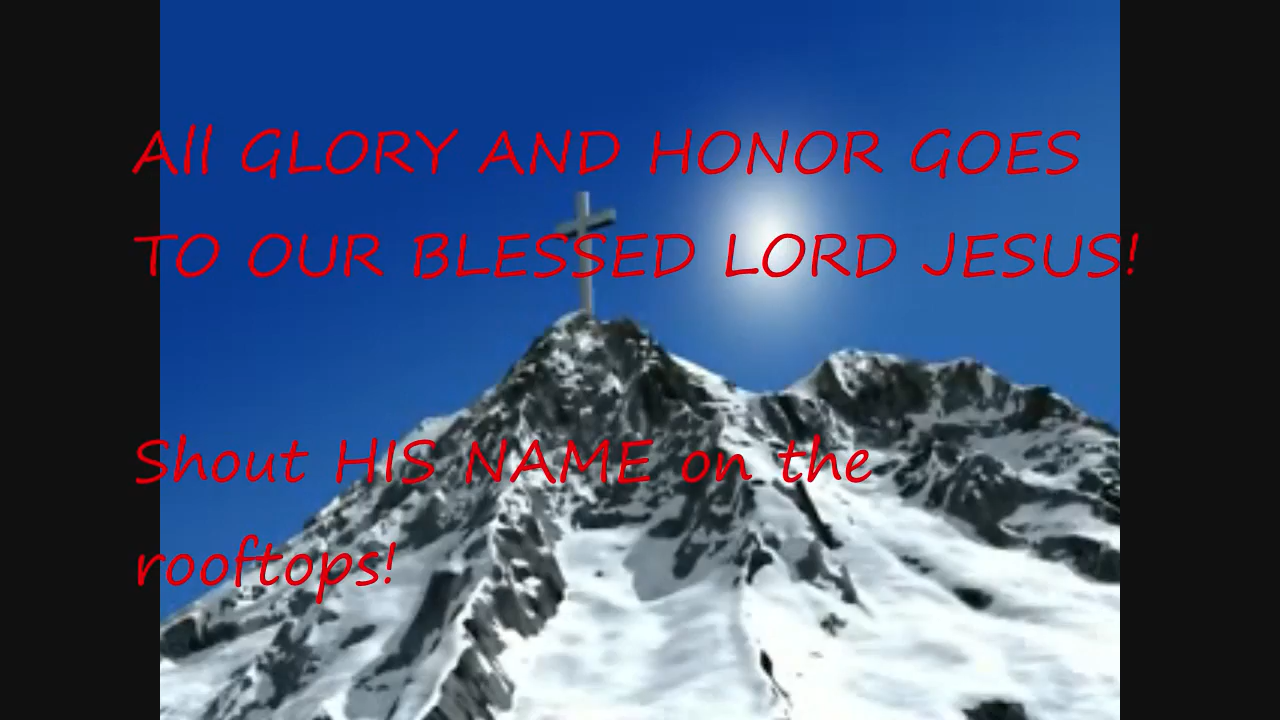 All GLORY AND HONOR GOES
TO OUR BLESSED LORD JESUS!
Shout HIS NAME on the
rooftops!